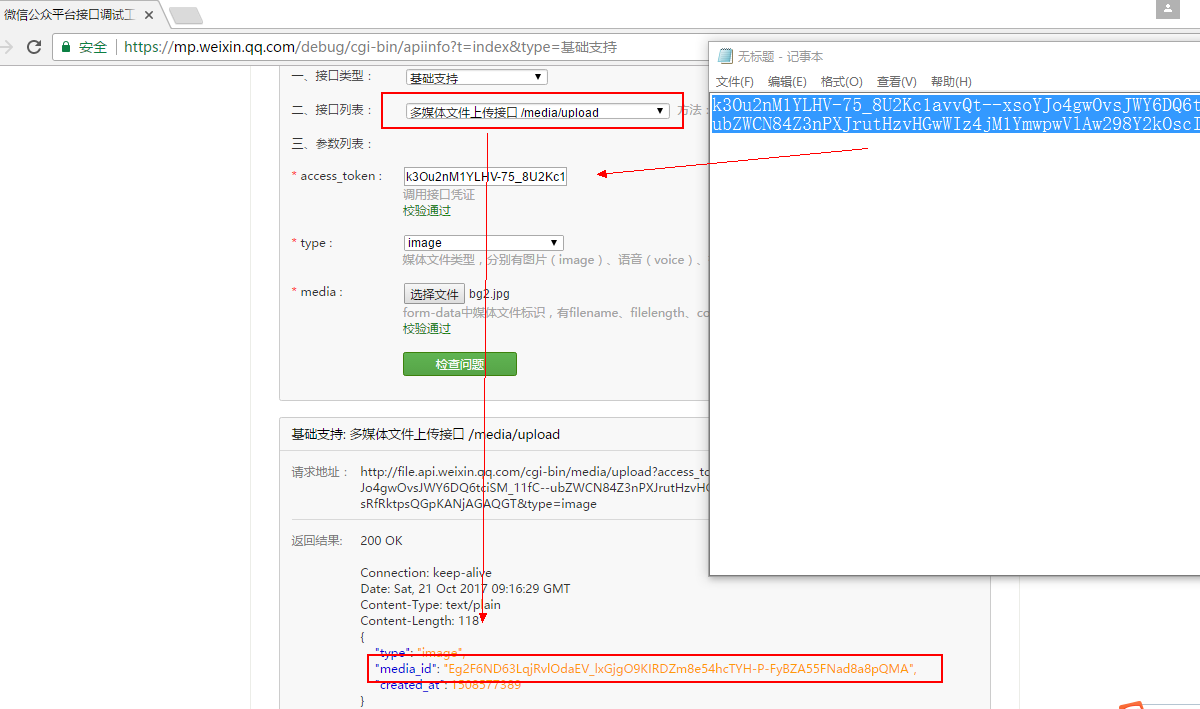 微信公众平台接口调试工
安全
https://mp.weixin.qq.com/debug/cgi-bin/apiinfo?t=index&type=基础支持
一、接口类型：
基础支持
二、接口列表：
多媒体文件上传接口 /media/upload
方法：
三、参数列表：
* access_token :
k3Ou2nM1YLHV-75_8U2Kc1
调用接口凭证
校验通过
* type :
image
媒体文件类型，分别有图片（image）、语音（voice）、
* media :
选择文件 bg2.jpg
form-data中媒体文件标识，有filename、filelength、co
校验通过
检查问题
基础支持: 多媒体文件上传接口 /media/upload
请求地址：
http://file.api.weixin.qq.com/cgi-bin/media/upload?access_to
Jo4gwOvsJWY6DQ6tciSM_11fC--ubZWCN84Z3nPXJrutHzvHG
sRfRktpsQGpKANjAGAQGT&type=image
返回结果:
200 OK
Connection: keep-alive
Date: Sat, 21 Oct 2017 09:16:29 GMT
Content-Type: text/plain
Content-Length: 118
{
"type": "image",
"media_id": "Eg2F6ND63LqjRvlOdaEV_lxGjgO9KIRDZm8e54hcTYH-P-FyBZA55FNad8a8pQMA",
"created_at": 1508577389
}
无标题 - 记事本
文件(F) 编辑(E) 格式(O) 查看(V) 帮助(H)
k3Ou2nM1YLHV-75_8U2Kc1avvQt--xsoYJo4gwOvsJWY6DQ6t
ubZWCN84Z3nPXJrutHzvHGwWIz4jM1YmwpwV1Aw298Y2kOscI